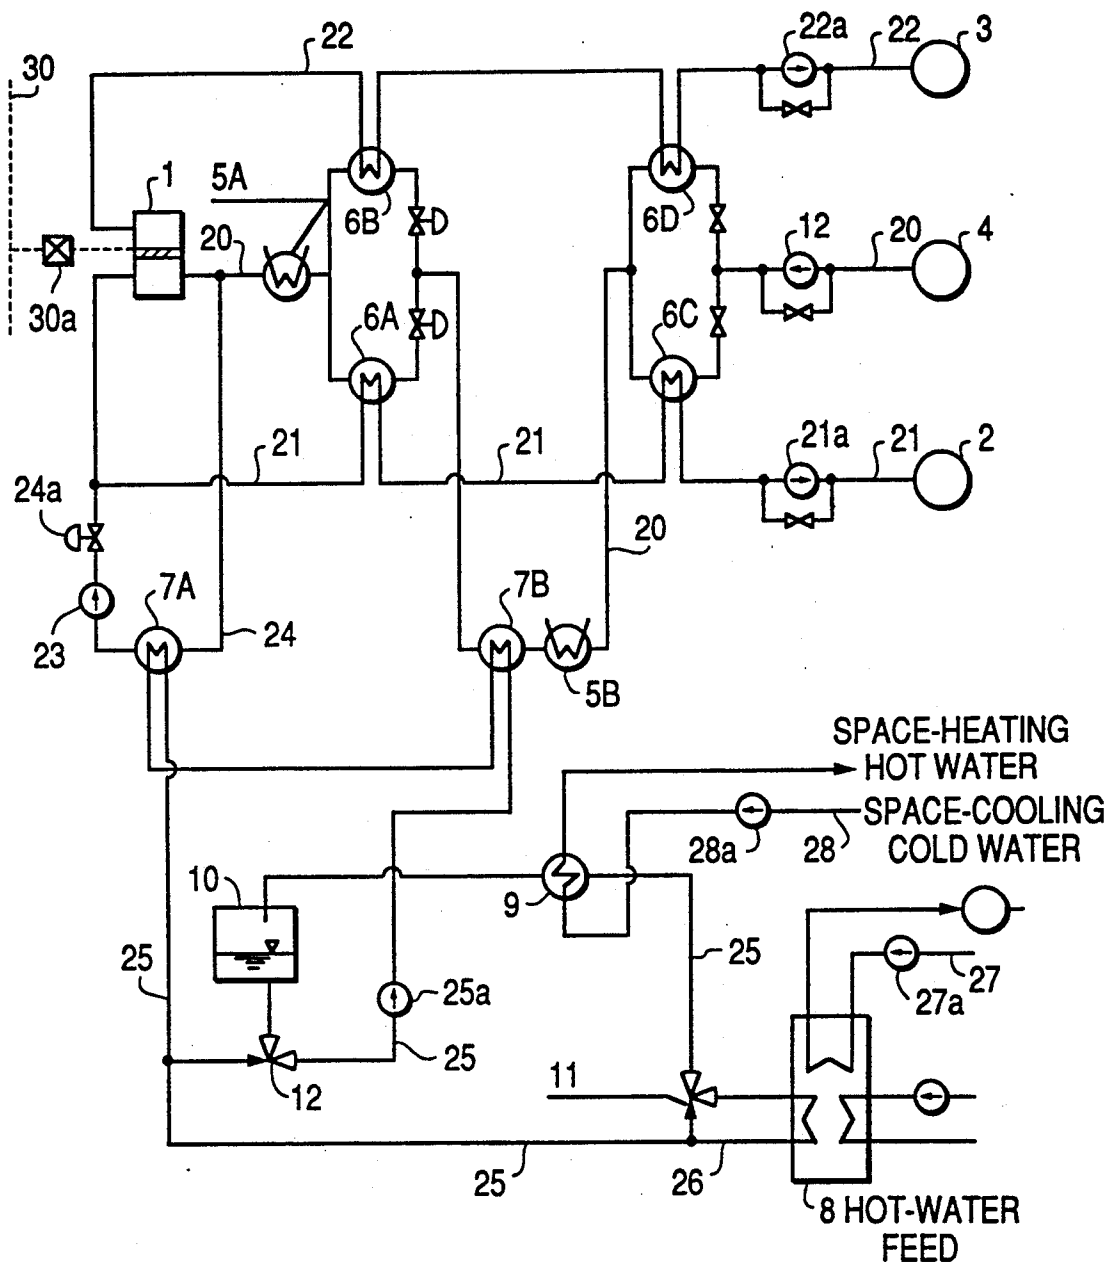 22a
22
3
30
22
1
5A
6B
6D
12
20
4
20
30a
6A
6C
21
21
21a
21
2
24a
20
7A
7B
23
24
5B
SPACE-HEATING
HOT WATER
SPACE-COOLING
COLD WATER
28a
28
10
9
25
25a
25
27
27a
25
12
11
25
26
8 HOT-WATER
FEED